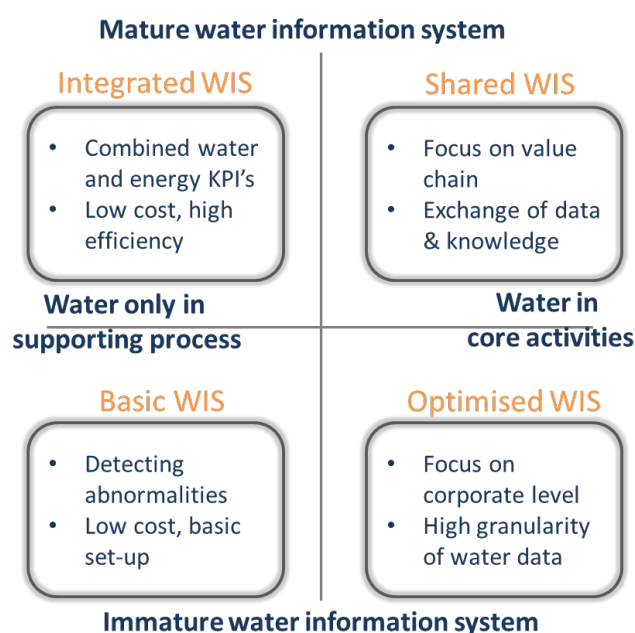 Mature water information system
Integrated WIS
• Combined water
and energy KPI's
• Low cost, high
efficiency
Shared WIS
• Focus on value
chain
• Exchange of data
& knowledge
Water only in
supporting process
Water in
core activities
Basic WIS
• Detecting
abnormalities
• Low cost, basic
set-up
Optimised WIS
• Focus on
corporate level
• High granularity
of water data
Immature water information system